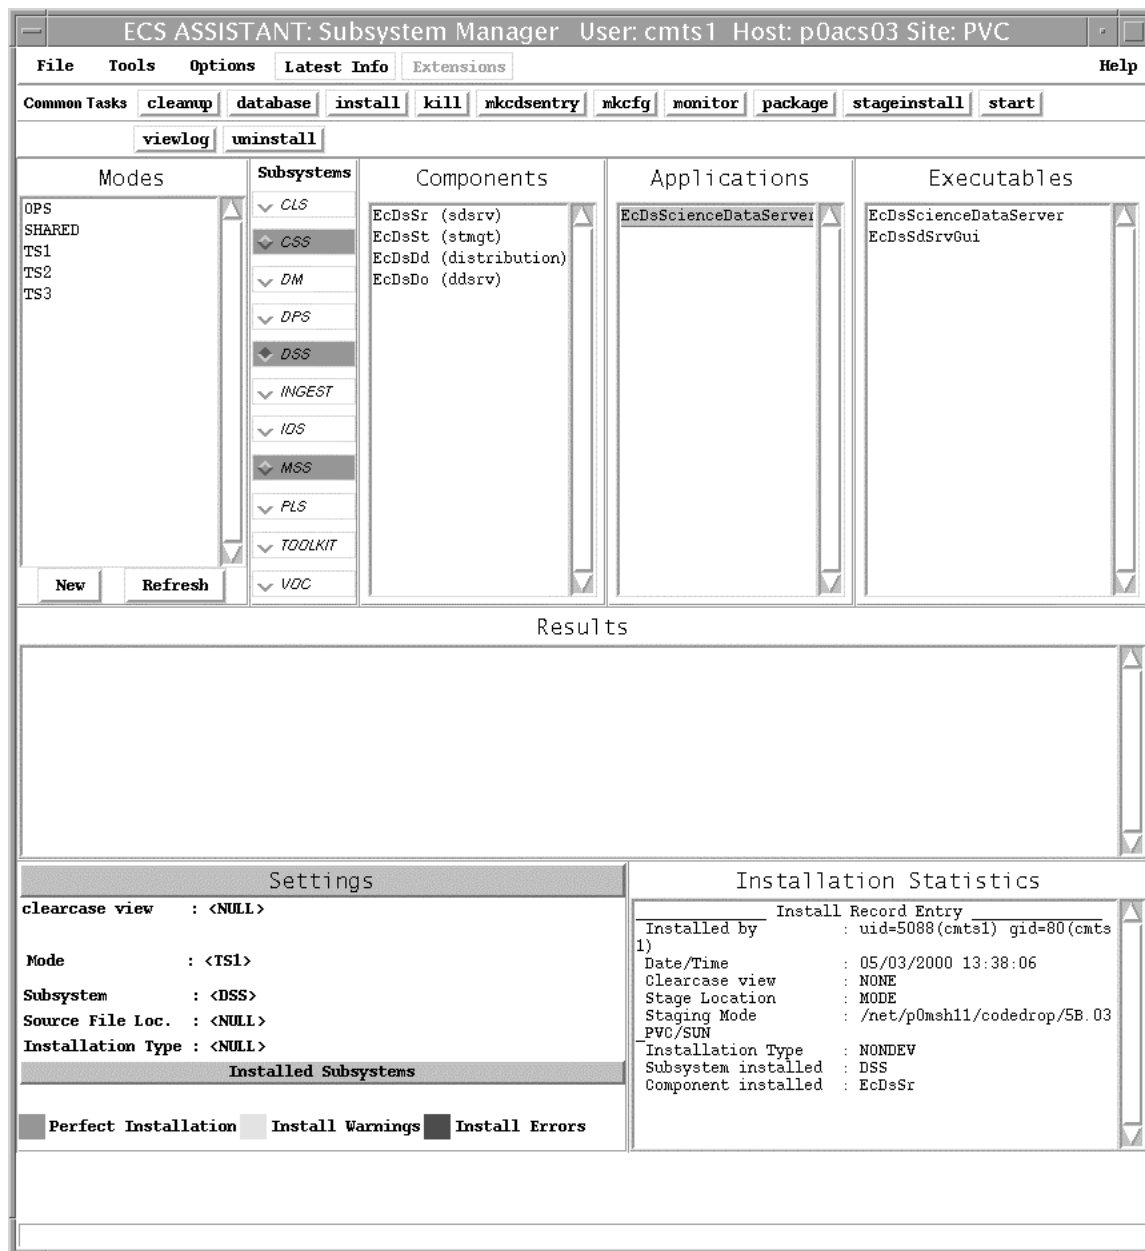 ECS ASSISTANT: Subsystem Manager User: cmts1 Host: p0acs03 Site: PVC
File Tools Options Latest Info Extensions Help
Common Tasks cleanup database install kill mkcdsentry mkcfg monitor package stageinstall start
viewlog uninstall
Modes
OPS
SHARED
TS1
TS2
TS3
New Refresh
Subsystems
CLS
CSS
DM
DPS
DSS
INGEST
IOS
MSS
PLS
TOOLKIT
VOC
Components
EcDsSr (sdsrv)
EcDsSt (stmgt)
EcDsDd (distribution)
EcDsDo (ddsrv)
Applications
EcDsScienceDataServer
Executables
EcDsScienceDataServer
EcDsSdSrvGui
Results
Settings
clearcase view : <NULL>
Mode : <TS1>
Subsystem : <DSS>
Source File Loc. : <NULL>
Installation Type : <NULL>
Installed Subsystems
Perfect Installation Install Warnings Install Errors
Installation Statistics
____________ Install Record Entry ____________
Installed by : uid=5088(cmts1) gid=80(cmts
1)
Date/Time : 05/03/2000 13:38:06
Clearcase view : NONE
Stage Location : MODE
Staging Mode : /net/p0msh11/codedrop/5B.03
_PVC/SUN
Installation Type : NONDEV
Subsystem installed : DSS
Component installed : EcDsSr